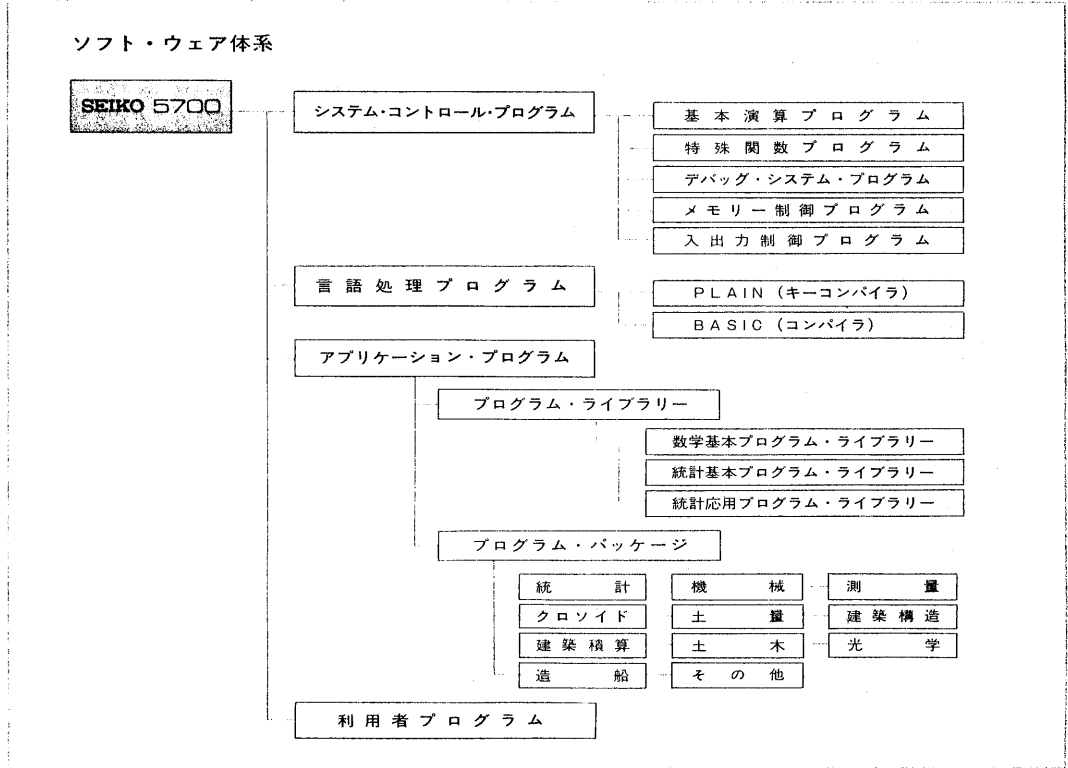 ソフト・ウェア体系
SEIKO 5700
システム・コントロール・プログラム
基本演算プログラム
特殊関数プログラム
デバッグ・システム・プログラム
メモリー制御プログラム
入出力制御プログラム
言語処理プログラム
PLAIN (キーコンパイラ)
BASIC (コンパイラ)
アプリケーション・プログラム
プログラム・ライブラリー
数学基本プログラム・ライブラリー
統計基本プログラム・ライブラリー
統計応用プログラム・ライブラリー
プログラム・パッケージ
統計 機械 測量
クロソイド 土量 建築構造
建築積算 土木 光学
造船 その他
利用者プログラム